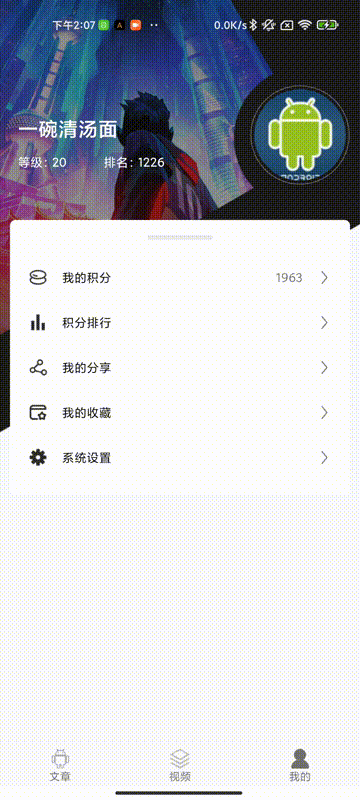 下午2:07
0.0K/s
一碗清汤面
等级: 20 排名: 1226
ANDROID
我的积分 1963
积分排行
我的分享
我的收藏
系统设置
文章 视频 我的